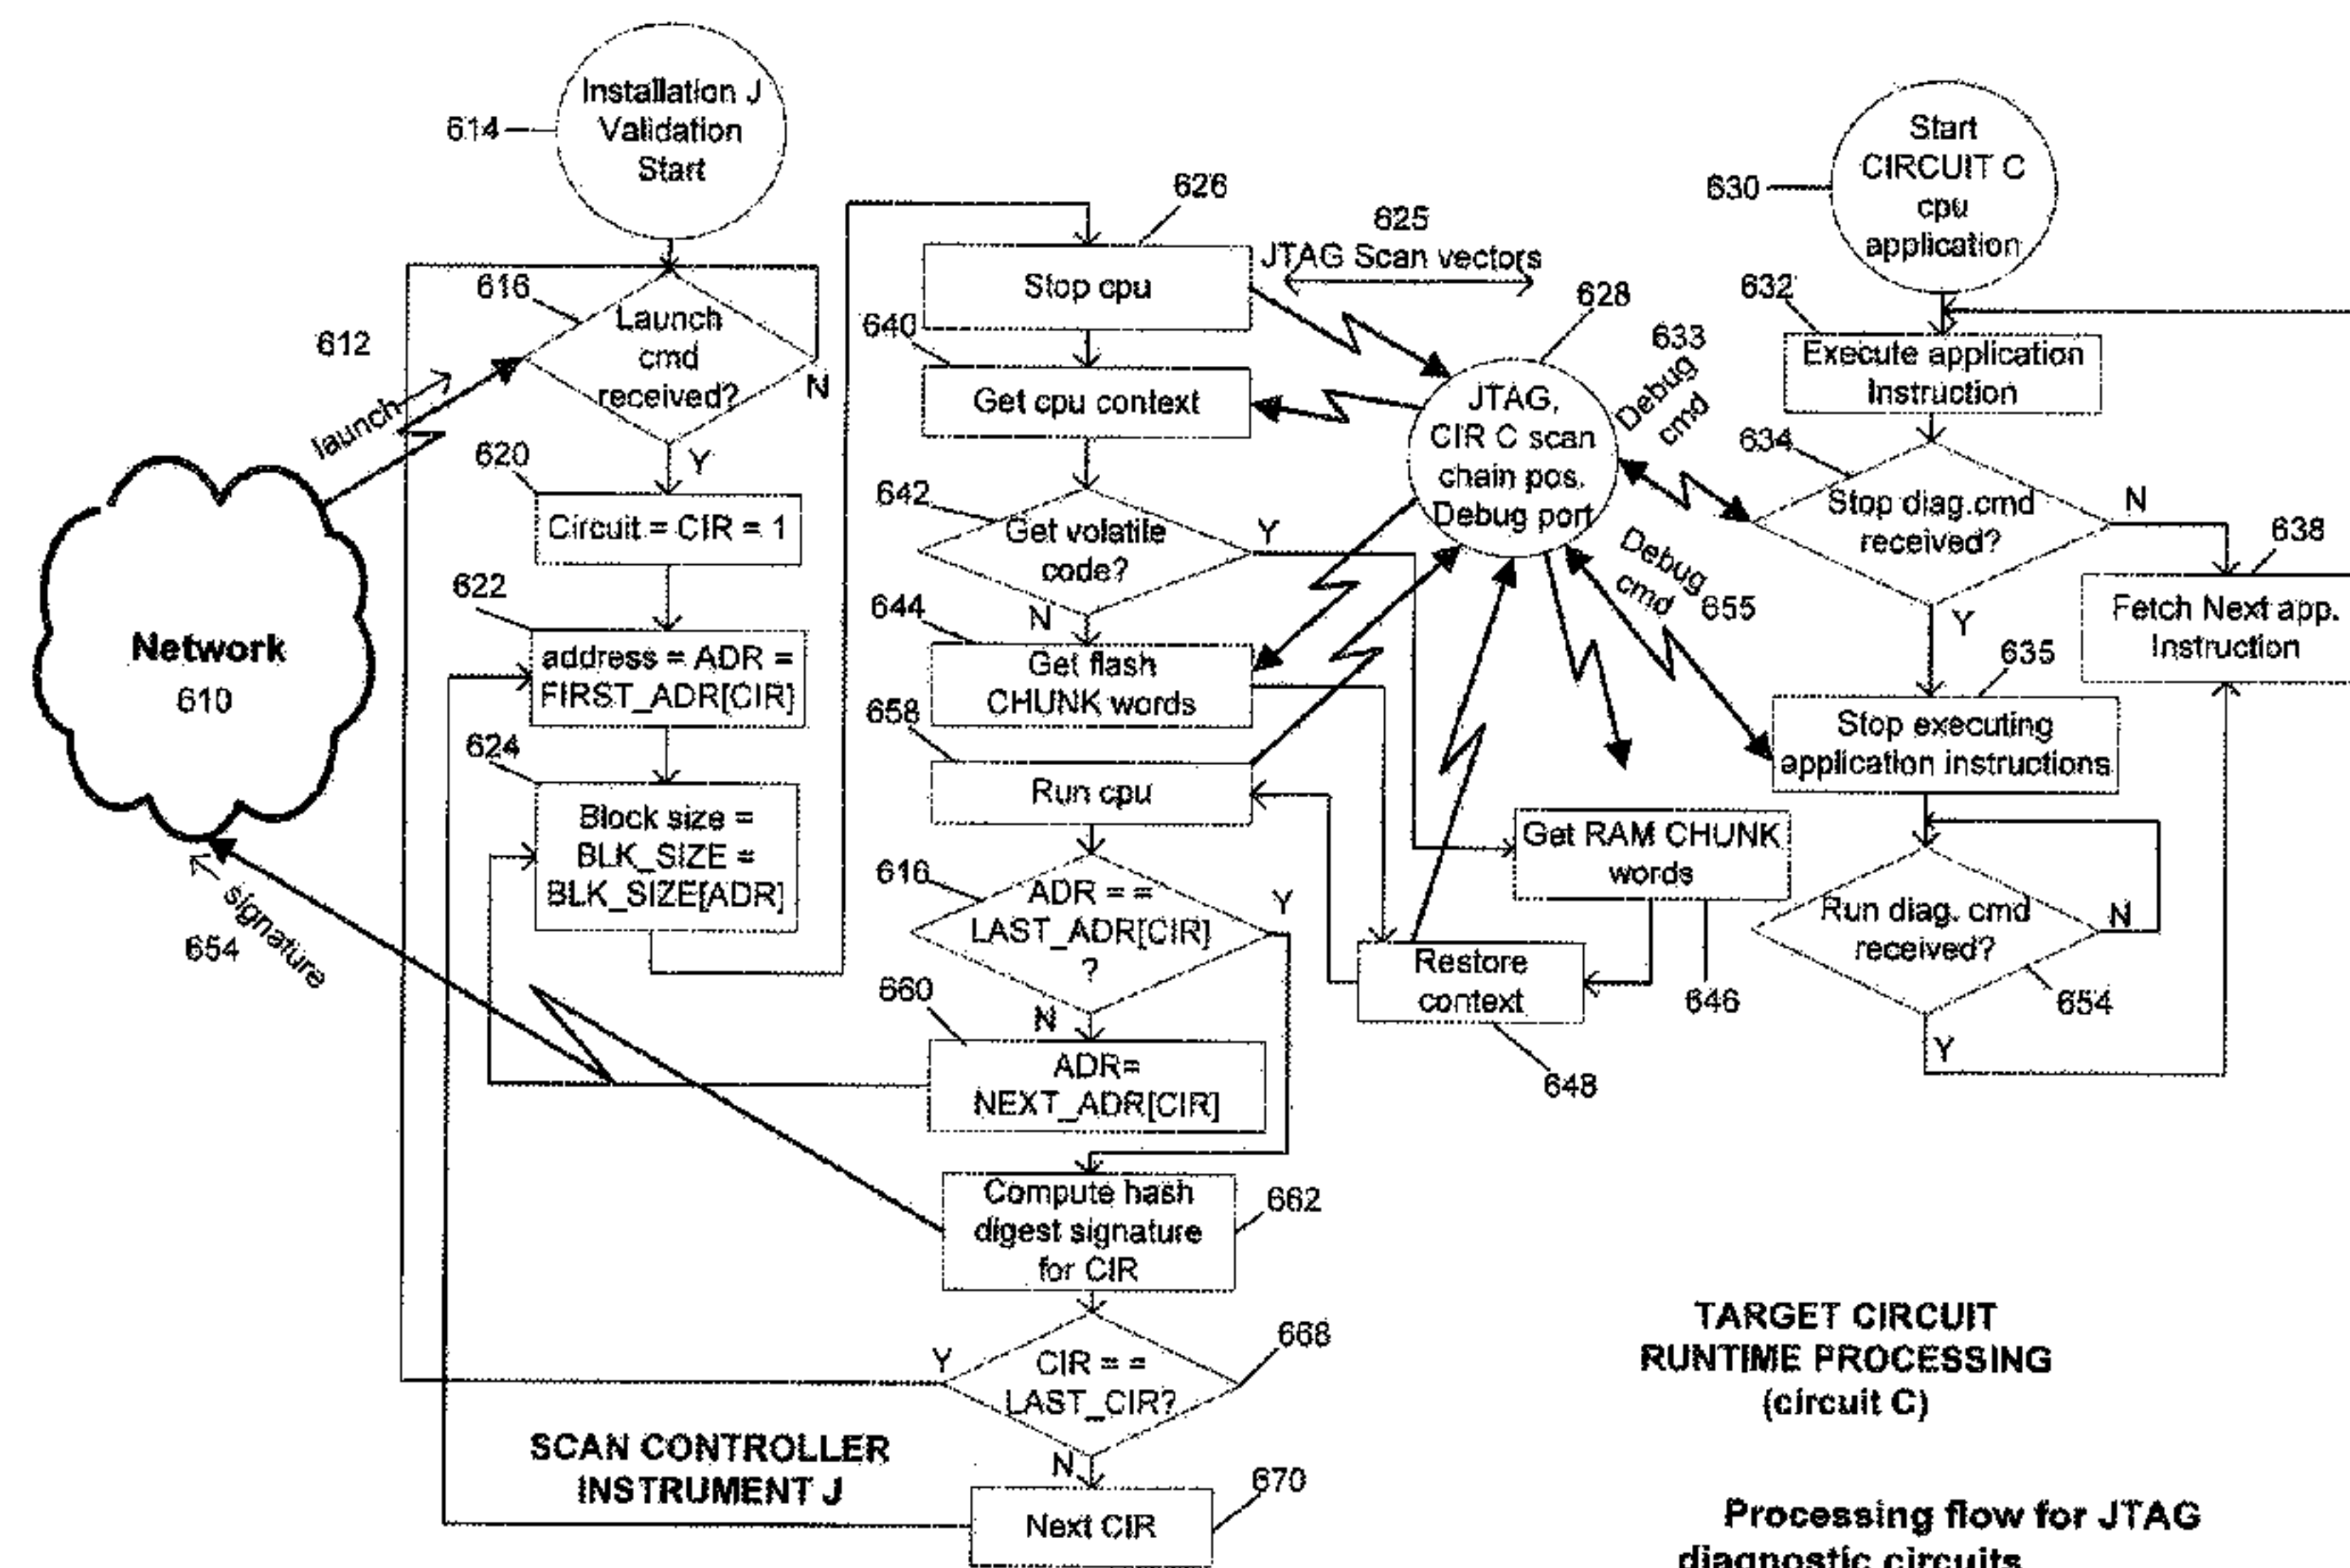 Installation J
Validation
Start
614
616
Launch
cmd
received?
N
Y
612
launch
Network
610
signature
654
620
Circuit = CIR = 1
622
address = ADR =
FIRST_ADR[CIR]
624
Block size =
BLK_SIZE =
BLK_SIZE[ADR]
626
Stop cpu
625
JTAG Scan vectors
640
Get cpu context
642
Get volatile
code?
Y
N
644
Get flash
CHUNK words
658
Run cpu
616
ADR = =
LAST_ADR[CIR]
?
Y
N
660
ADR=
NEXT_ADR[CIR]
Compute hash
digest signature
for CIR
662
CIR = =
LAST_CIR?
668
Y
N
Next CIR
670
SCAN CONTROLLER
INSTRUMENT J
628
JTAG,
CIR C scan
chain pos.
Debug port
633
Debug
cmd
Debug
cmd
655
Get RAM CHUNK
words
646
Restore
context
648
Start
CIRCUIT C
cpu
application
630
632
Execute application
Instruction
634
Stop diag.cmd
received?
N
Y
638
Fetch Next app.
Instruction
635
Stop executing
application instructions
Run diag. cmd
received?
N
654
Y
TARGET CIRCUIT
RUNTIME PROCESSING
(circuit C)
Processing flow for JTAG
diagnostic circuits